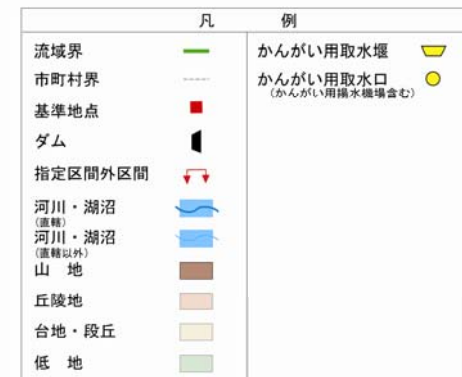 凡 例
流域界
市町村界
基準地点
ダム
指定区間外区間
河川・湖沼
(直轄)
河川・湖沼
(直轄以外)
山 地
丘陵地
台地・段丘
低 地
かんがい用取水堰
かんがい用取水口
(かんがい用揚水機場含む)